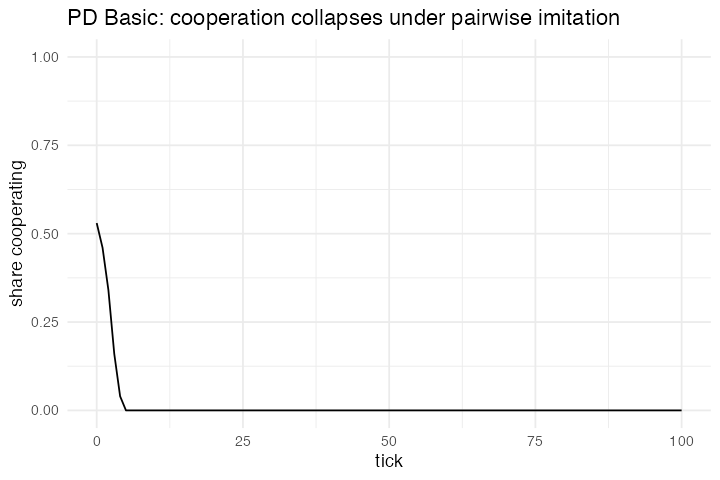 PD Basic: cooperation collapses under pairwise imitation
1.00
0.75
0.50
0.25
0.00
share cooperating
0 25 50 75 100
tick